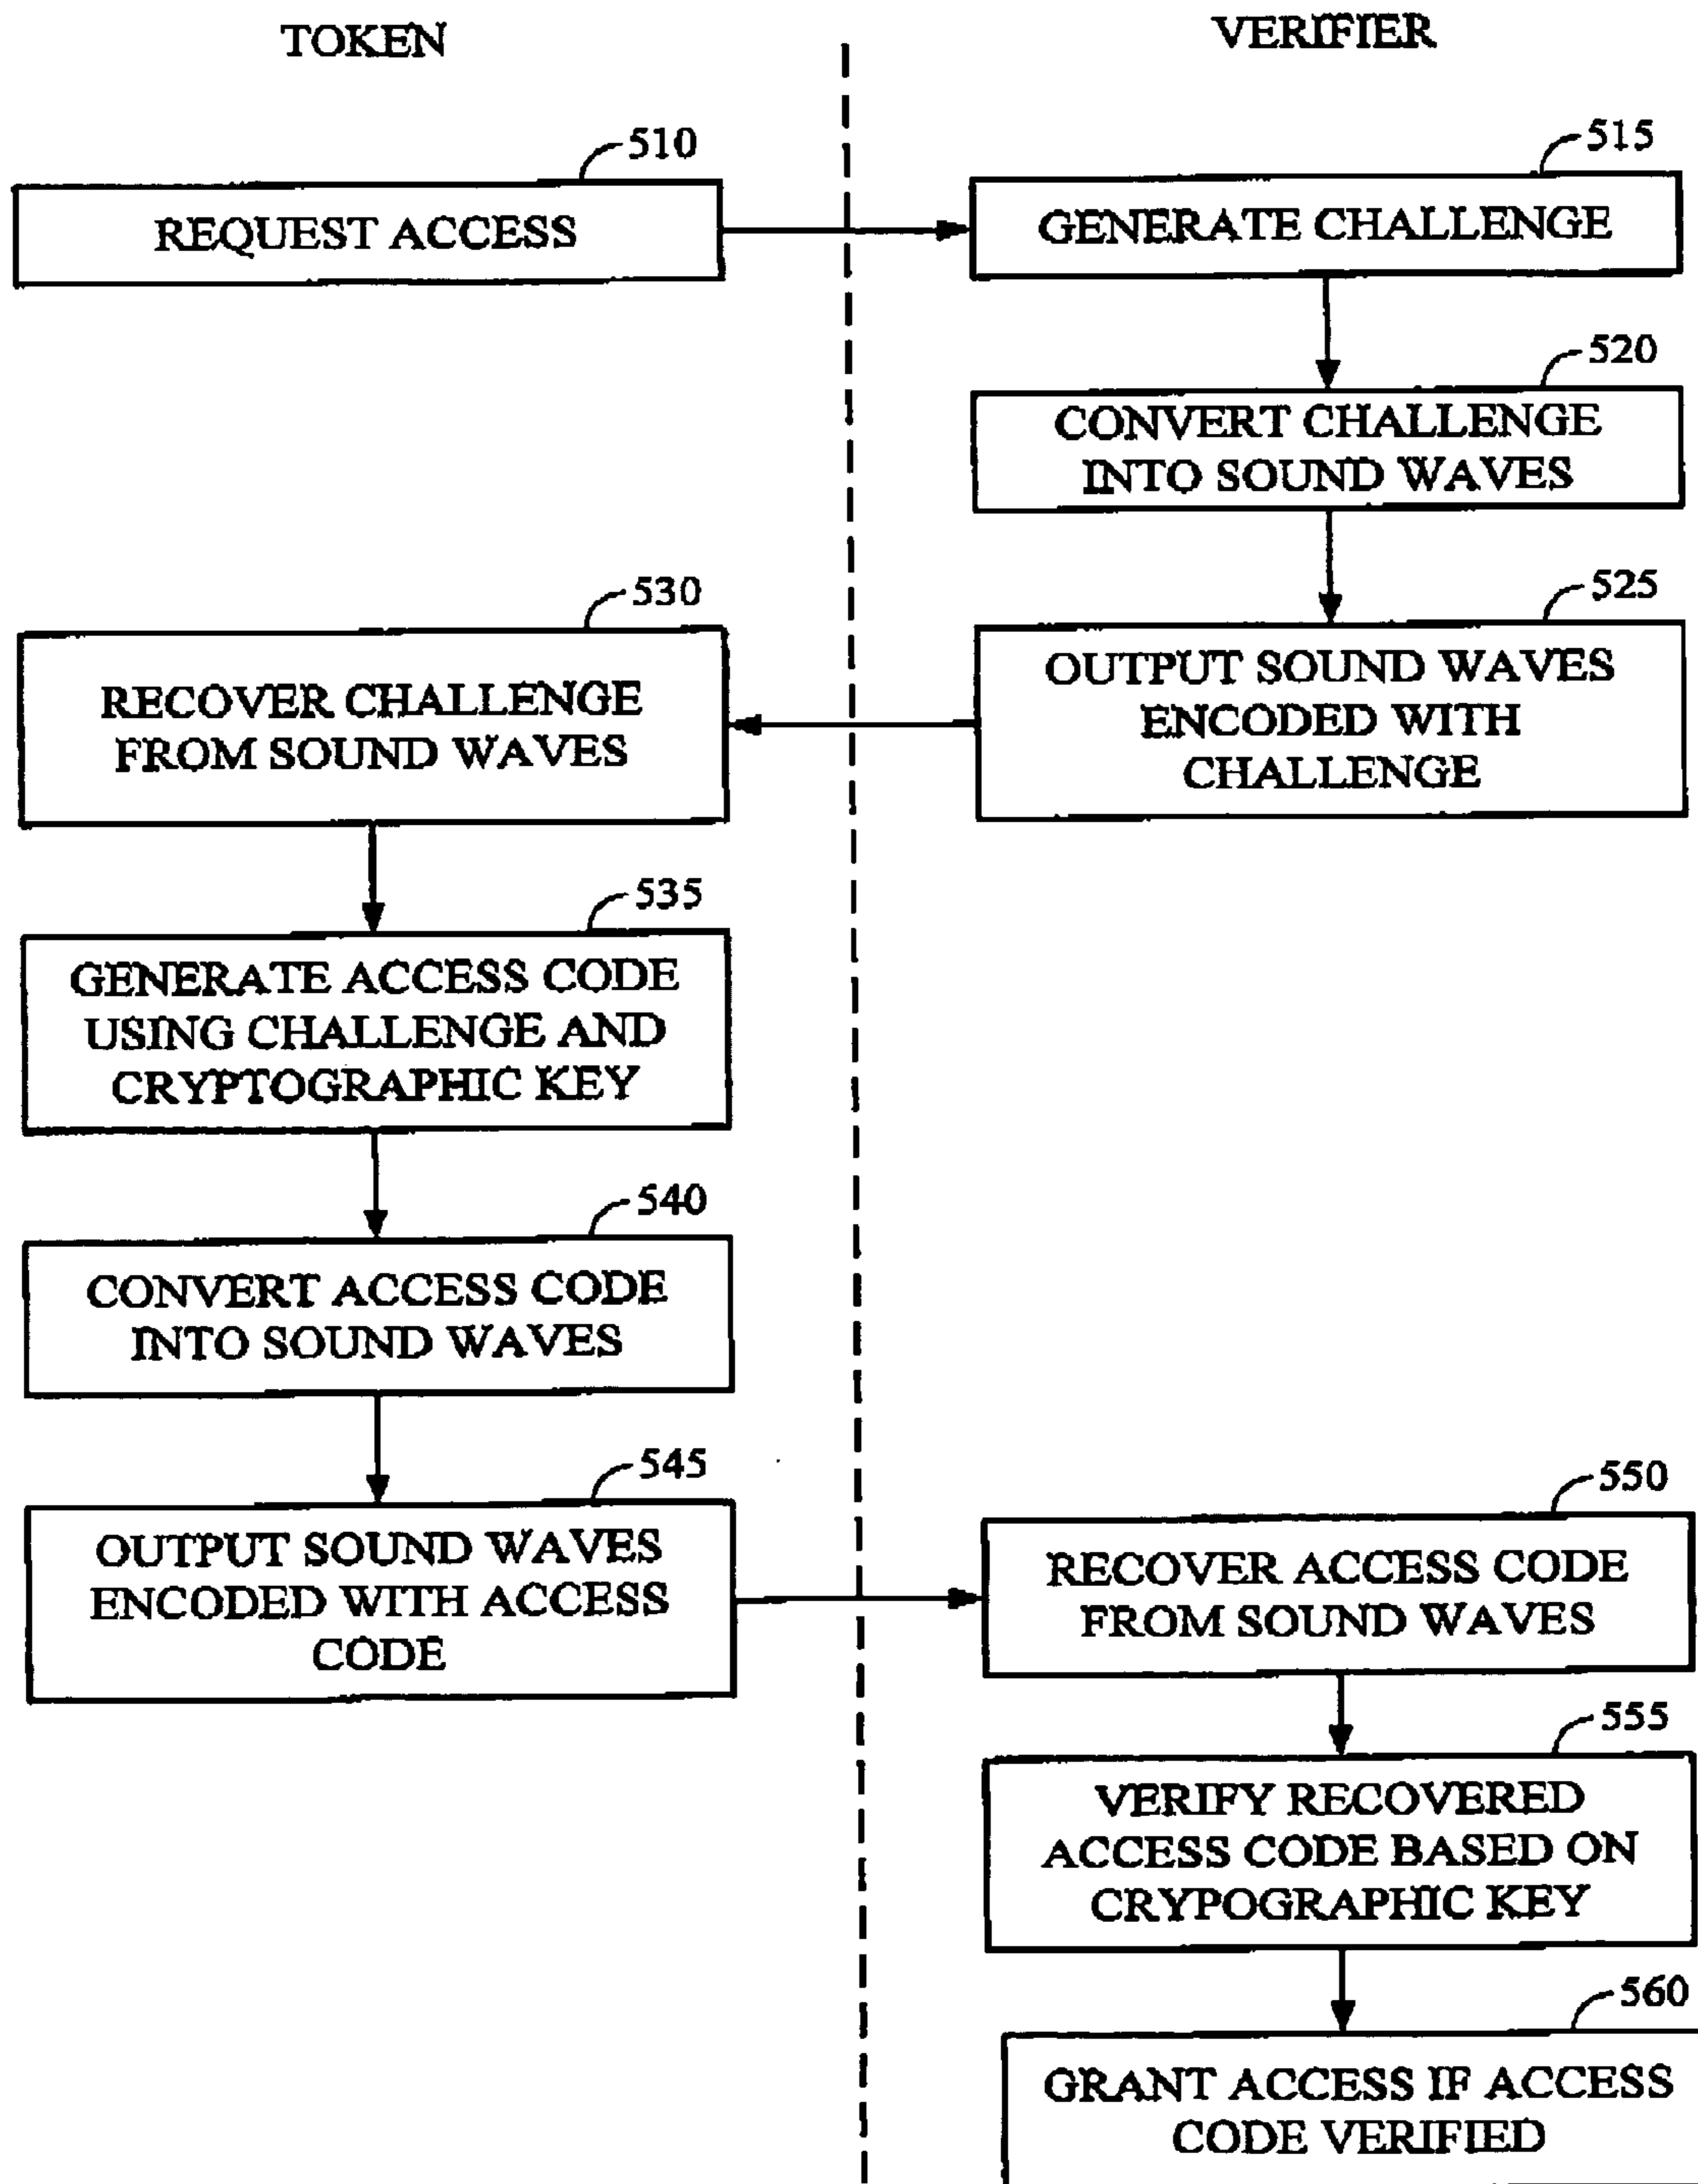 TOKEN
VERIFIER
510
REQUEST ACCESS
515
GENERATE CHALLENGE
520
CONVERT CHALLENGE
INTO SOUND WAVES
525
OUTPUT SOUND WAVES
ENCODED WITH
CHALLENGE
530
RECOVER CHALLENGE
FROM SOUND WAVES
535
GENERATE ACCESS CODE
USING CHALLENGE AND
CRYPTOGRAPHIC KEY
540
CONVERT ACCESS CODE
INTO SOUND WAVES
545
OUTPUT SOUND WAVES
ENCODED WITH ACCESS
CODE
550
RECOVER ACCESS CODE
FROM SOUND WAVES
555
VERIFY RECOVERED
ACCESS CODE BASED ON
CRYPOGRAPHIC KEY
560
GRANT ACCESS IF ACCESS
CODE VERIFIED